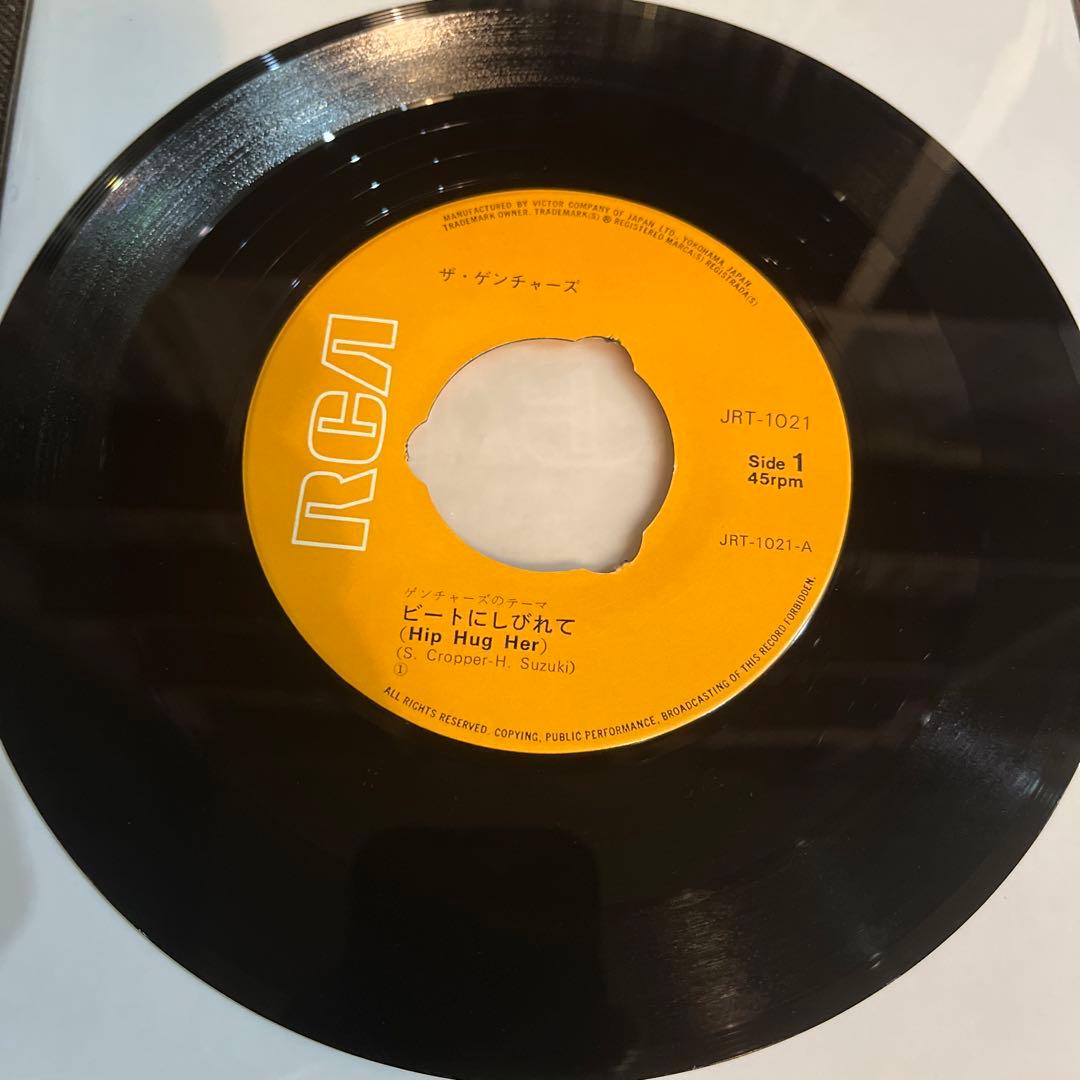 MANUFACTURED BY VICTOR COMPANY OF JAPAN, LTD., YOKOHAMA, JAPAN.
TRADEMARK OWNER. TRADEMARK(S) ® REGISTERED MARCA(S) REGISTRADA(S)
ザ・ゲンチャーズ
RCA
JRT-1021
Side 1
45rpm
JRT-1021-A
ゲンチャーズのテーマ
ビートにしびれて
(Hip Hug Her)
(S. Cropper-H. Suzuki)
①
ALL RIGHTS RESERVED. COPYING, PUBLIC PERFORMANCE, BROADCASTING OF THIS RECORD FORBIDDEN.